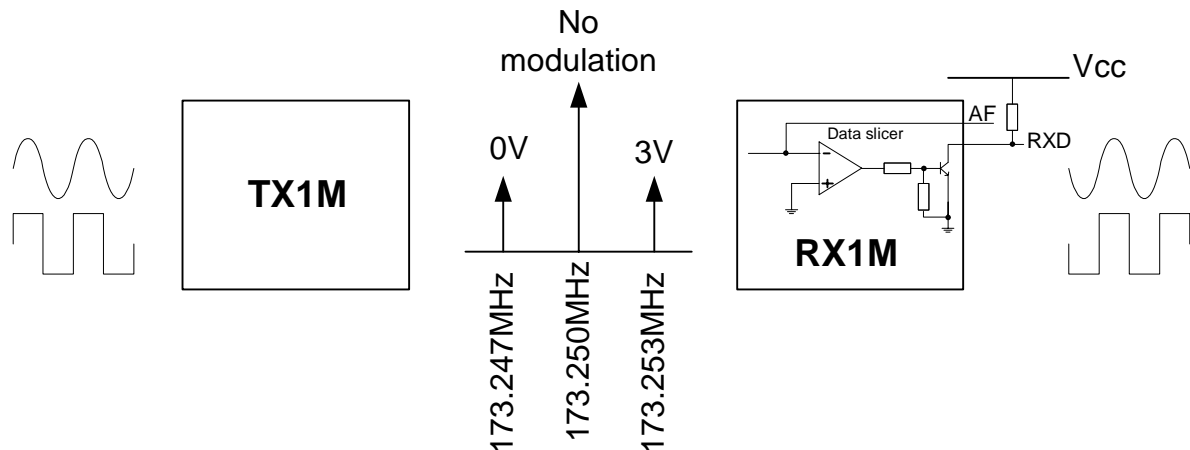 No
modulation
Vcc
AF
Data slicer
RXD
0V
3V
TX1M
RX1M
173.247MHz
173.250MHz
173.253MHz